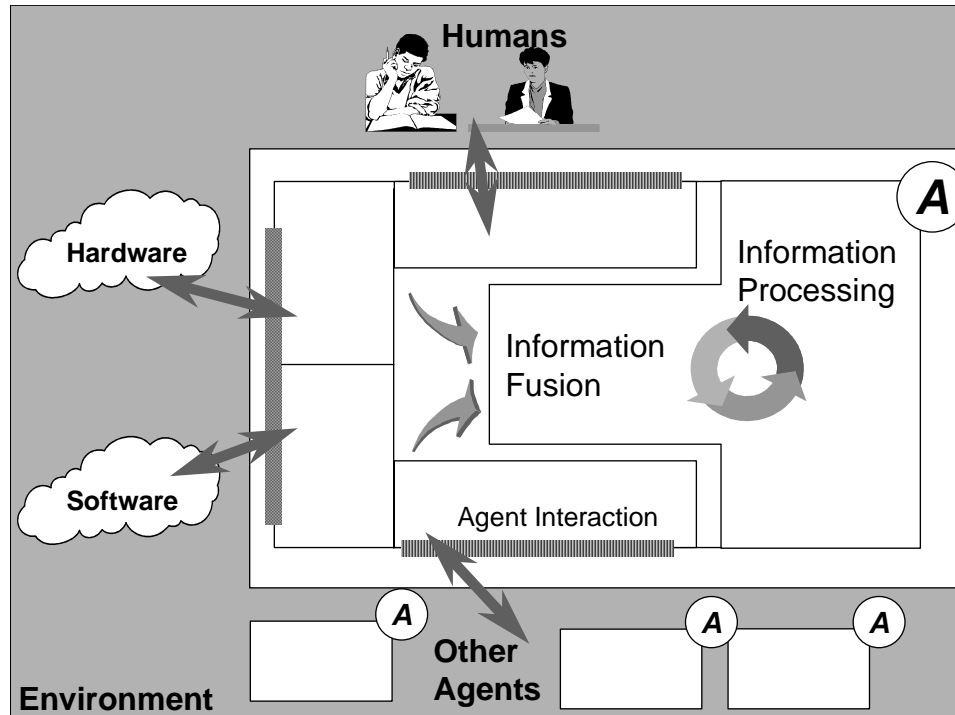 Humans
A
Hardware
Information
Processing
Information
Fusion
Software
Agent Interaction
A
A
A
Other
Agents
Environment